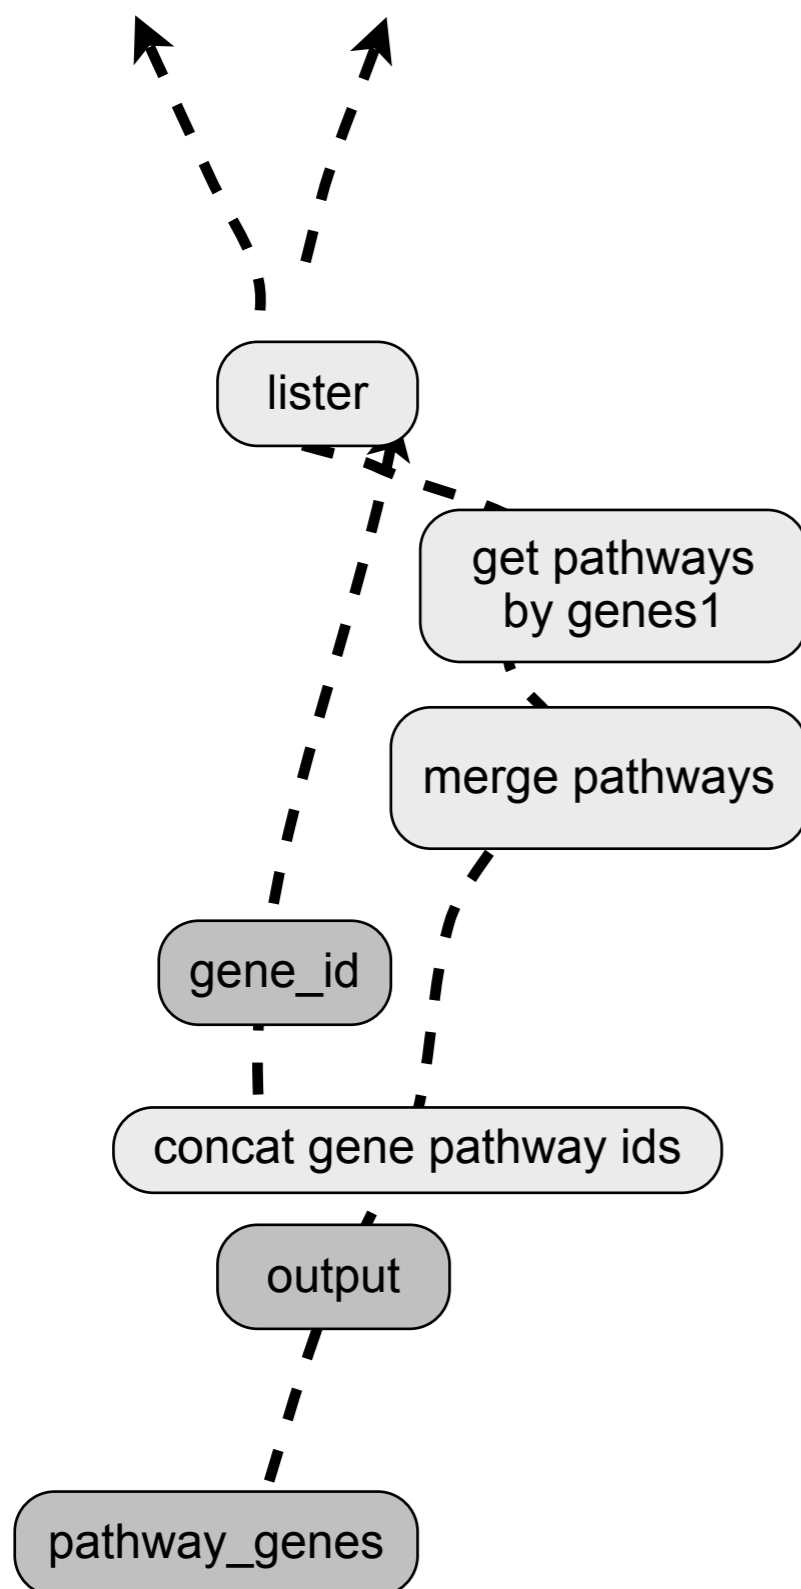 lister
get pathways
by genes1
merge pathways
gene_id
concat gene pathway ids
output
pathway_genes